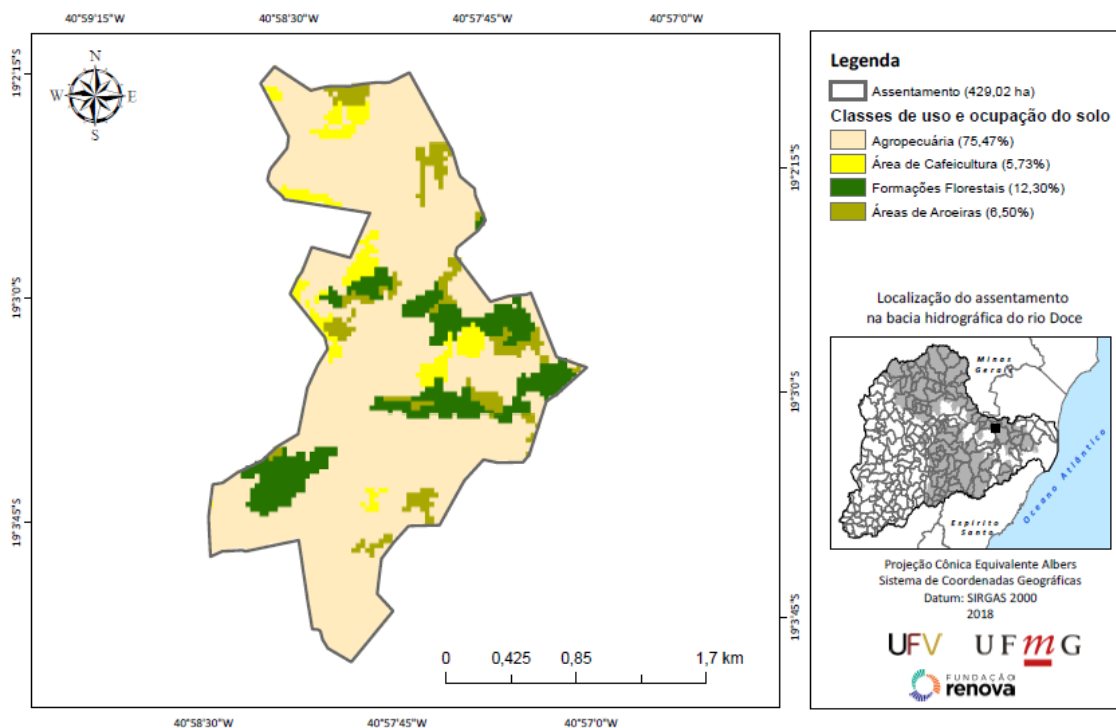 40°59'15"W
40°58'30"W
40°57'45"W
40°57'0"W
19°2'15"S
19°3'0"S
19°3'45"S
N
W
E
S
19°2'15"S
19°3'0"S
19°3'45"S
0
0,425
0,85
1,7 km
40°58'30"W
40°57'45"W
40°57'0"W
Legenda
Assentamento (429,02 ha)
Classes de uso e ocupação do solo
Agropecuária (75,47%)
Área de Cafeicultura (5,73%)
Formações Florestais (12,30%)
Áreas de Aroeiras (6,50%)
Localização do assentamento
na bacia hidrográfica do rio Doce
Minas
Gerais
Oceano Atlântico
Espírito
Santo
Projeção Cônica Equivalente Albers
Sistema de Coordenadas Geográficas
Datum: SIRGAS 2000
2018
UFV
UFmG
FUNDAÇÃO
renova